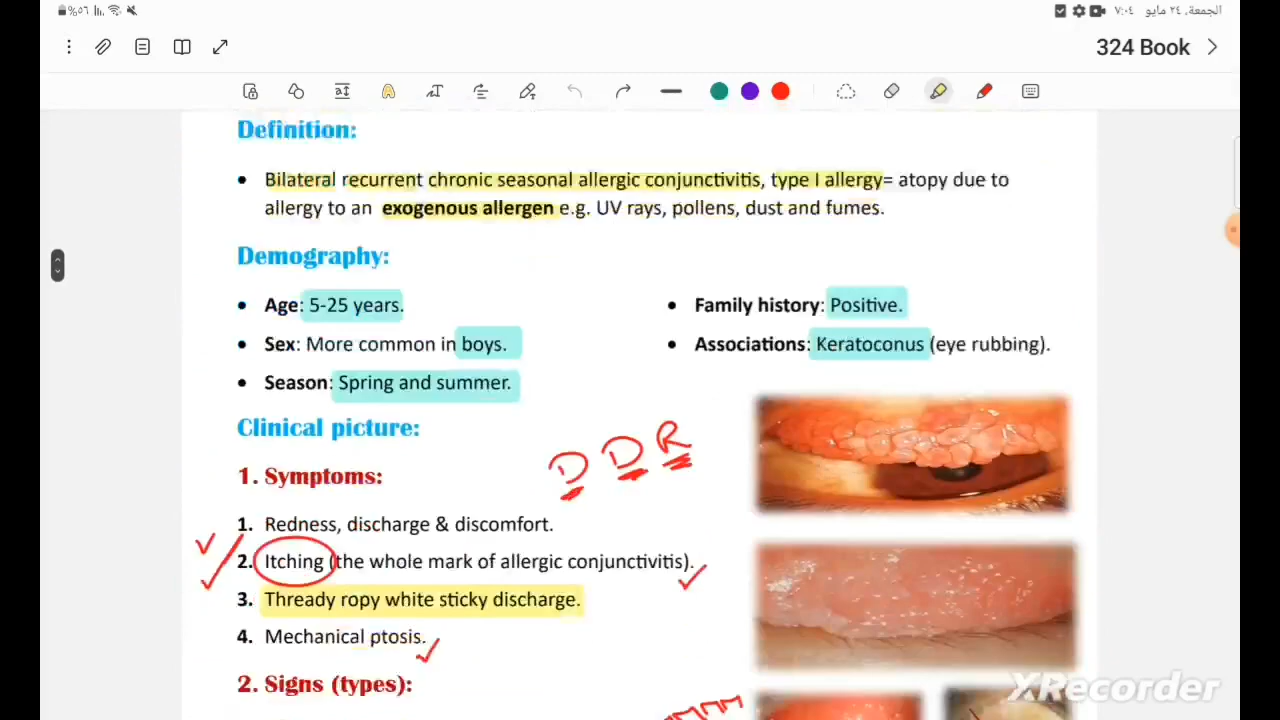 %٥٦
٧:٠٤ الجمعة، ٢٤ مايو
324 Book
Definition:
• Bilateral recurrent chronic seasonal allergic conjunctivitis, type I allergy= atopy due to
allergy to an exogenous allergen e.g. UV rays, pollens, dust and fumes.
Demography:
• Age: 5-25 years.
• Sex: More common in boys.
• Season: Spring and summer.
• Family history: Positive.
• Associations: Keratoconus (eye rubbing).
Clinical picture:
D D R
1. Symptoms:
1. Redness, discharge & discomfort.
2. Itching (the whole mark of allergic conjunctivitis).
3. Thready ropy white sticky discharge.
4. Mechanical ptosis.
2. Signs (types):
XRecorder